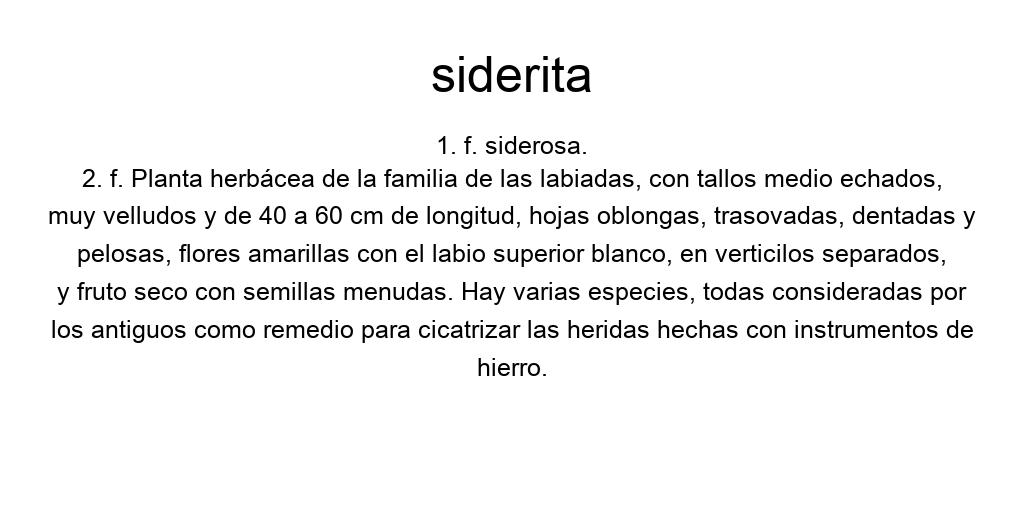 siderita
1. f. siderosa.
2. f. Planta herbácea de la familia de las labiadas, con tallos medio echados,
muy velludos y de 40 a 60 cm de longitud, hojas oblongas, trasovadas, dentadas y
pelosas, flores amarillas con el labio superior blanco, en verticilos separados,
y fruto seco con semillas menudas. Hay varias especies, todas consideradas por
los antiguos como remedio para cicatrizar las heridas hechas con instrumentos de
hierro.